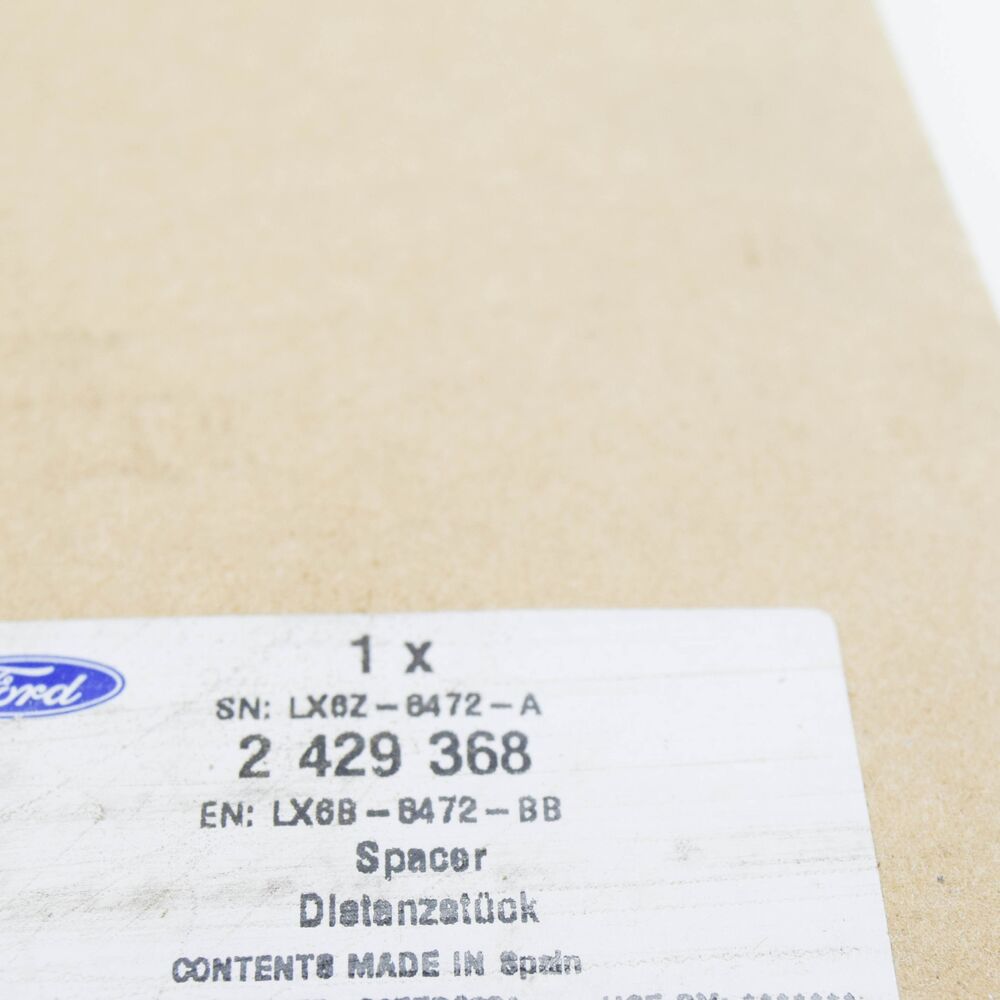 Ford
1 x
SN: LX6Z-8472-A
2 429 368
EN: LX6B-8472-BB
Spacer
Distanzstück
CONTENTS MADE IN Spain